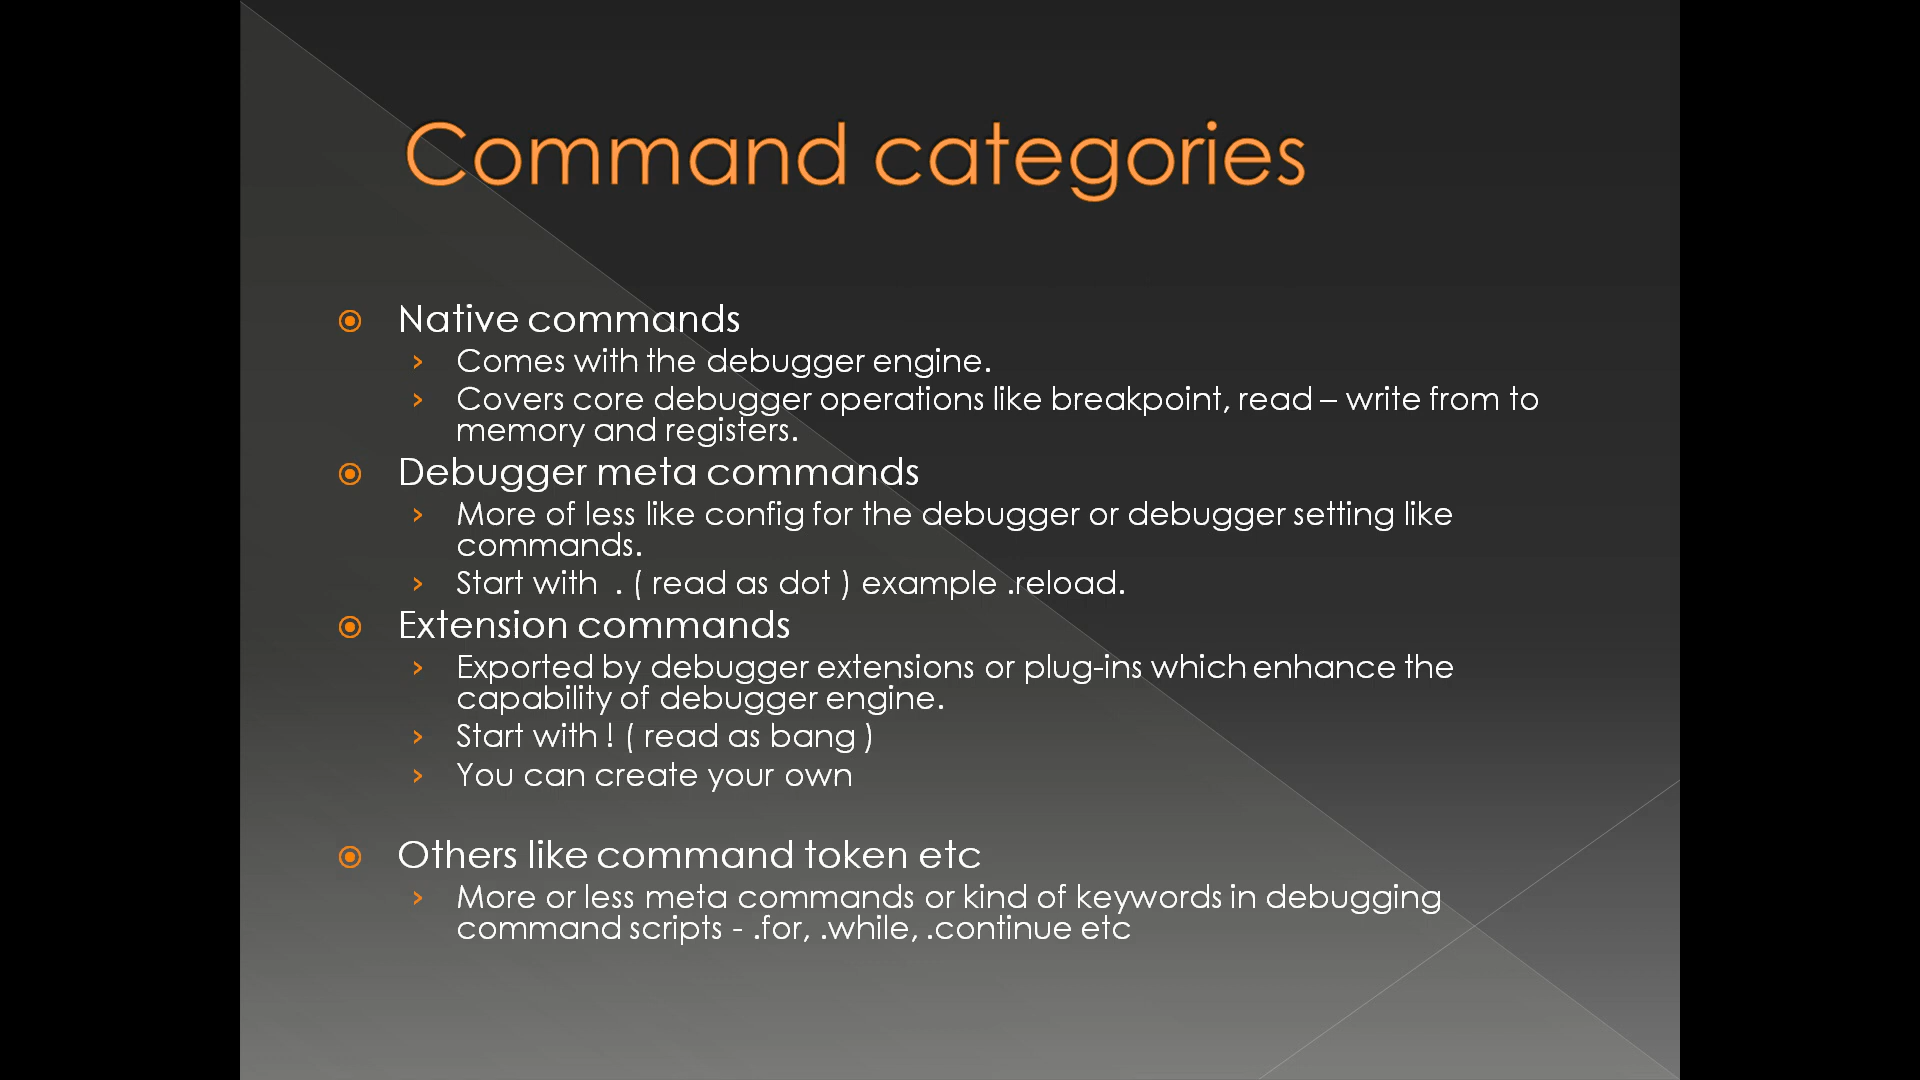 Command categories
Native commands
Comes with the debugger engine.
Covers core debugger operations like breakpoint, read – write from to
memory and registers.
Debugger meta commands
More of less like config for the debugger or debugger setting like
commands.
Start with . ( read as dot ) example .reload.
Extension commands
Exported by debugger extensions or plug-ins which enhance the
capability of debugger engine.
Start with ! ( read as bang )
You can create your own
Others like command token etc
More or less meta commands or kind of keywords in debugging
command scripts - .for, .while, .continue etc